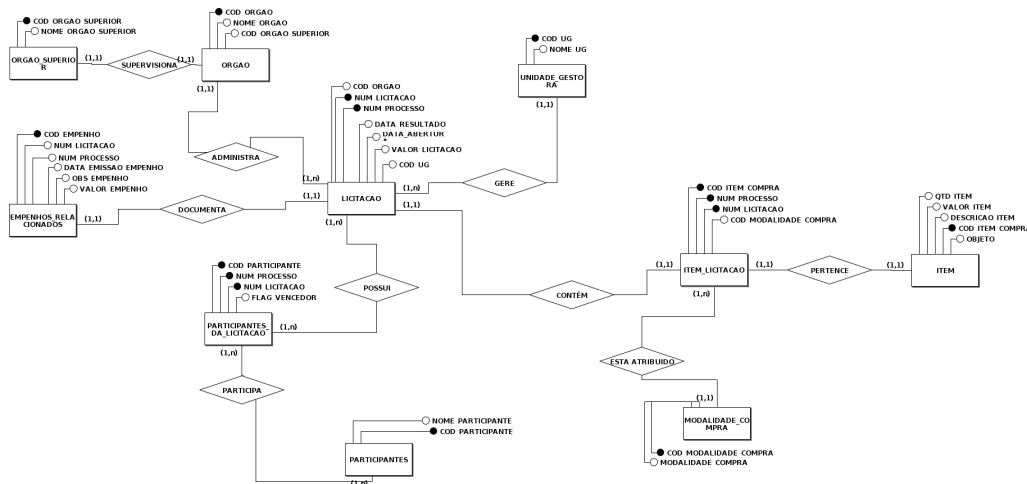 COD ORGAO SUPERIOR
NOME ORGAO SUPERIOR
ORGAO_SUPERIO
R
(1,1)
SUPERVISIONA
(1,1)
COD ORGAO
NOME ORGAO
COD ORGAO SUPERIOR
ORGAO
(1,1)
COD UG
NOME UG
UNIDADE_GESTO
RA
(1,1)
COD ORGAO
NUM LICITACAO
NUM PROCESSO
DATA RESULTADO
DATA_ABERTUR
VALOR LICITACAO
COD UG
LICITACAO
(1,n)
(1,1)
(1,n)
(1,n)
(1,1)
ADMINISTRA
GERE
COD EMPENHO
NUM LICITACAO
NUM PROCESSO
DATA EMISSAO EMPENHO
OBS EMPENHO
VALOR EMPENHO
EMPENHOS_RELA
CIONADOS
(1,1)
DOCUMENTA
COD ITEM COMPRA
NUM PROCESSO
NUM LICITACAO
COD MODALIDADE COMPRA
ITEM_LICITACAO
(1,1)
(1,1)
(1,n)
PERTENCE
QTD ITEM
VALOR ITEM
DESCRICAO ITEM
COD ITEM COMPRA
OBJETO
(1,1)
ITEM
POSSUI
CONTÉM
COD PARTICIPANTE
NUM PROCESSO
NUM LICITACAO
FLAG VENCEDOR
PARTICIPANTES_
DA_LICITACAO
(1,n)
(1,n)
PARTICIPA
ESTA ATRIBUIDO
(1,1)
MODALIDADE_CO
MPRA
COD MODALIDADE COMPRA
MODALIDADE COMPRA
NOME PARTICIPANTE
COD PARTICIPANTE
PARTICIPANTES
(1,n)